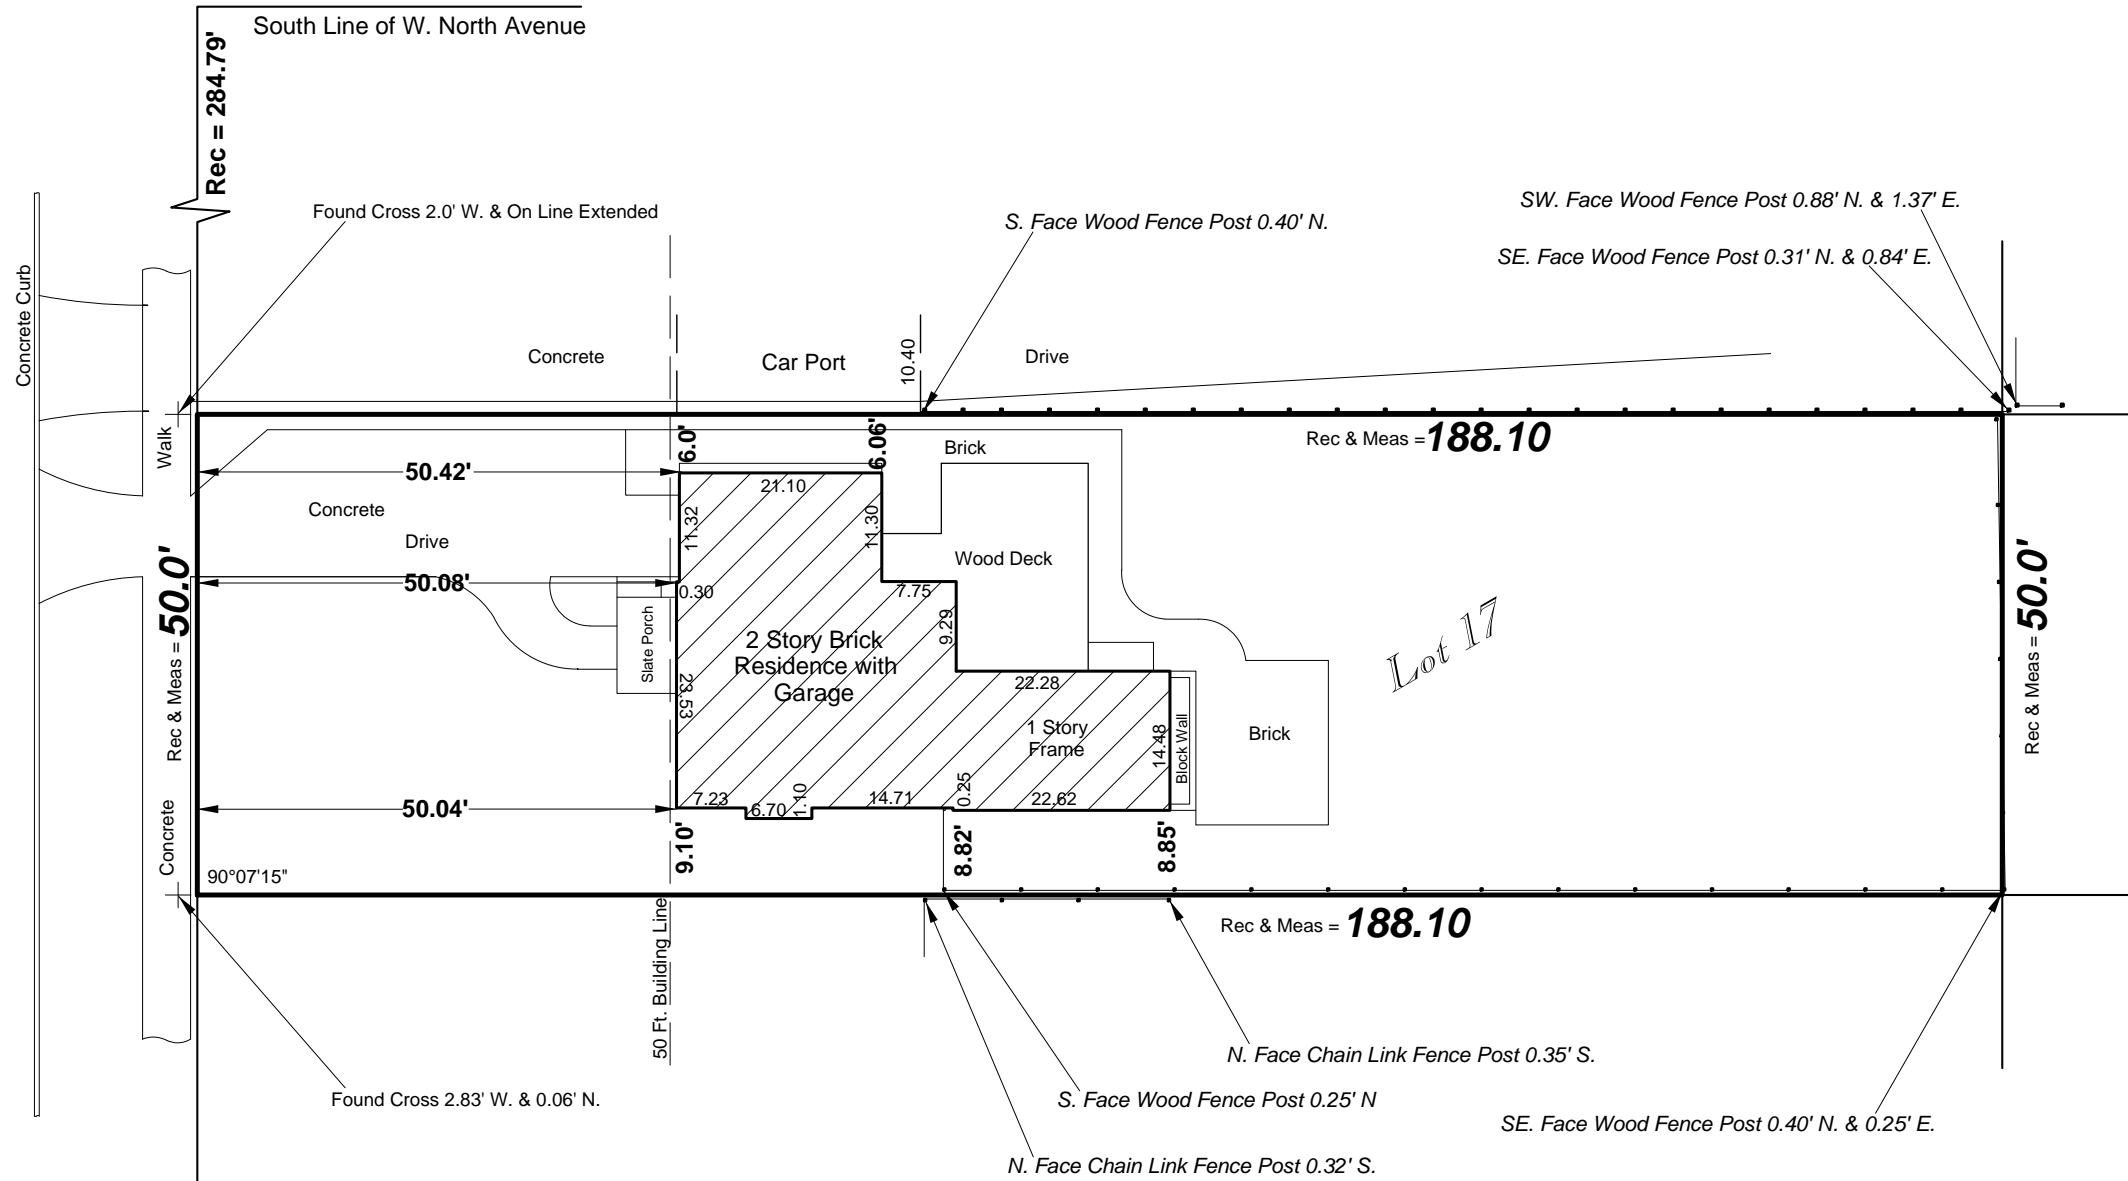 South Line of W. North Avenue
Rec = 284.79'
Found Cross 2.0' W. & On Line Extended
S. Face Wood Fence Post 0.40' N.
SW. Face Wood Fence Post 0.88' N. & 1.37' E.
SE. Face Wood Fence Post 0.31' N. & 0.84' E.
Concrete Curb
Concrete
Car Port
10.40
Drive
Walk
6.0'
6.06'
Brick
Rec & Meas = 188.10
50.42'
21.10
Concrete
11.32
11.30
Drive
Wood Deck
50.08'
0.30
7.75
Rec & Meas = 50.0'
Slate Porch
9.29
2 Story Brick
Residence with
Garage
Lot 17
Rec & Meas = 50.0'
23.53
22.28
1 Story
Frame
14.48
Block Wall
Brick
50.04'
7.23
6.70
1.10
14.71
0.25
22.62
Concrete
9.10'
8.82'
8.85'
90°07'15"
Rec & Meas = 188.10
50 Ft. Building Line
N. Face Chain Link Fence Post 0.35' S.
Found Cross 2.83' W. & 0.06' N.
S. Face Wood Fence Post 0.25' N
SE. Face Wood Fence Post 0.40' N. & 0.25' E.
N. Face Chain Link Fence Post 0.32' S.